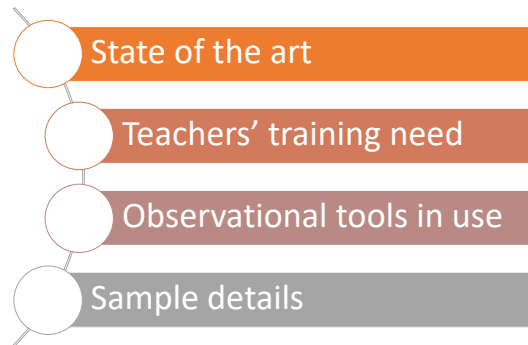 State of the art
Teachers’ training need
Observational tools in use
Sample details